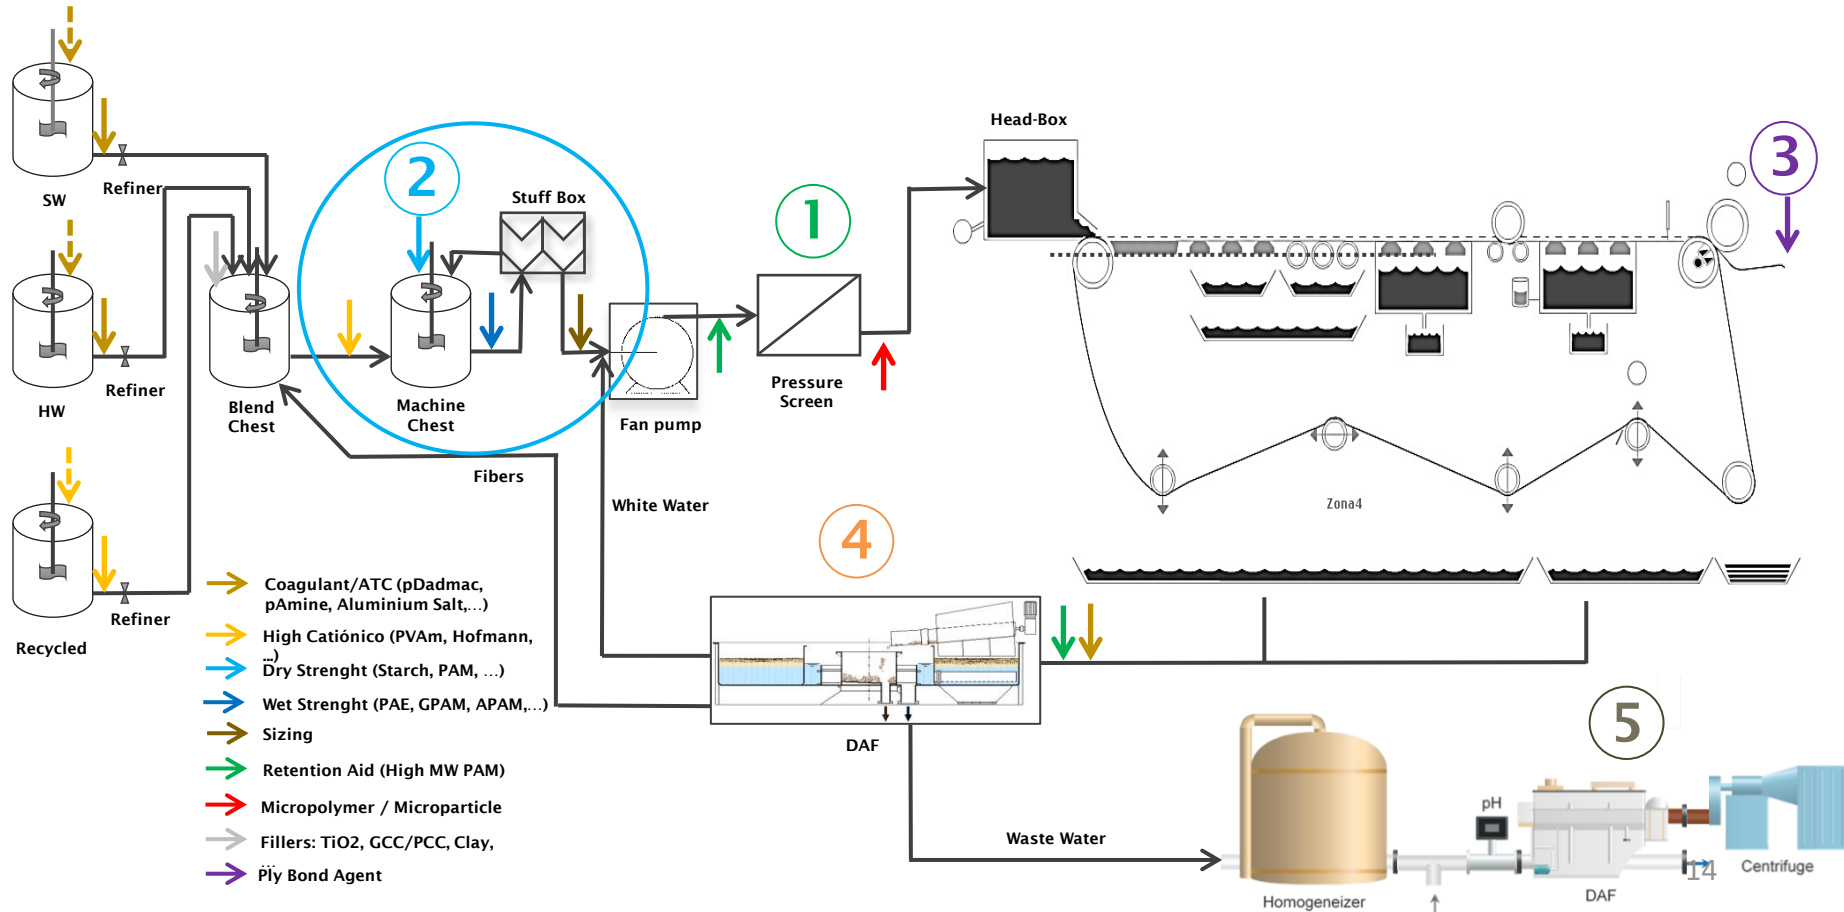 Head-Box
2
3
Stuff Box
1
Refiner
SW
Refiner
HW
Blend
Chest
Machine
Chest
Fan pump
Pressure
Screen
Fibers
White Water
Zona4
4
Refiner
Recycled
Coagulant/ATC (pDadmac,
pAmine, Aluminium Salt,...)
High Catiónico (PVAm, Hofmann,
...)
Dry Strenght (Starch, PAM, ...)
Wet Strenght (PAE, GPAM, APAM,...)
Sizing
Retention Aid (High MW PAM)
Micropolymer / Microparticle
Fillers: TiO2, GCC/PCC, Clay,
...
Ply Bond Agent
DAF
5
Waste Water
pH
14
Centrifuge
DAF
Homogeneizer